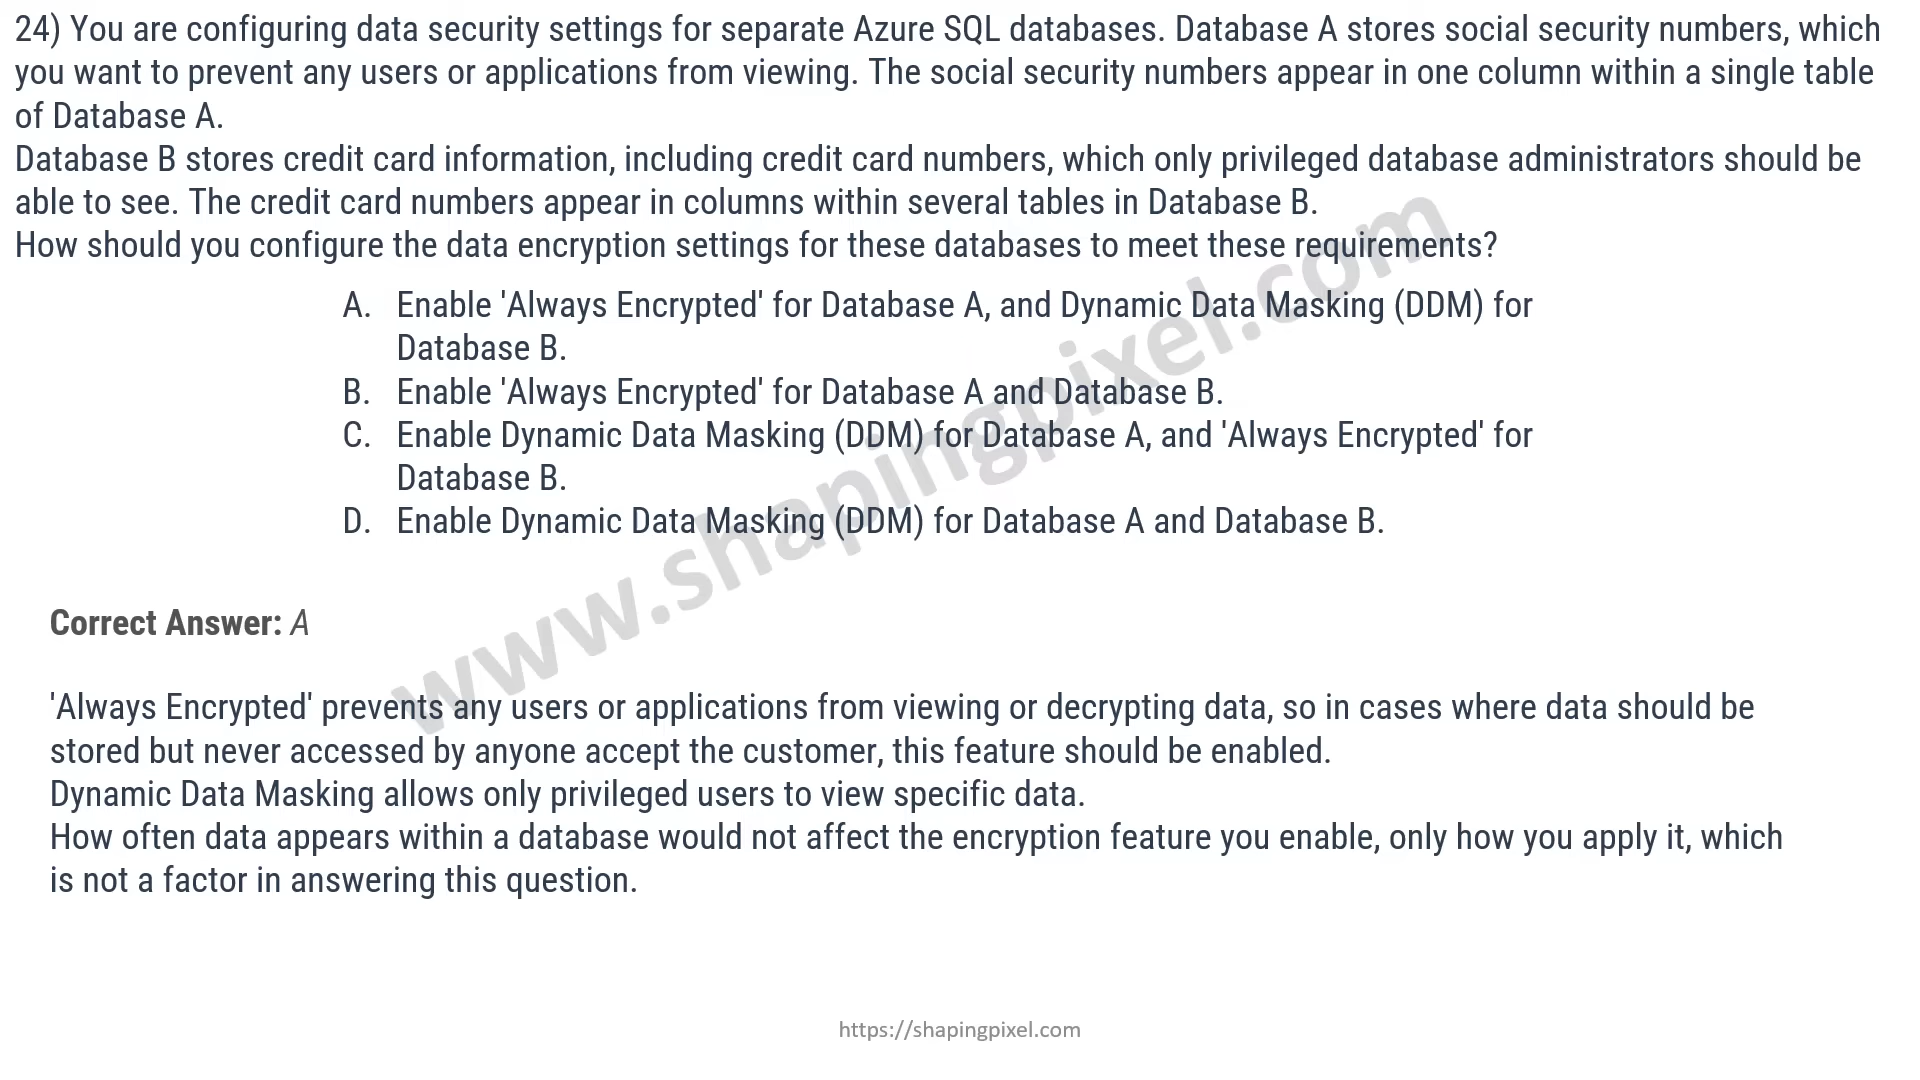 24) You are configuring data security settings for separate Azure SQL databases. Database A stores social security numbers, which
you want to prevent any users or applications from viewing. The social security numbers appear in one column within a single table
of Database A.
Database B stores credit card information, including credit card numbers, which only privileged database administrators should be
able to see. The credit card numbers appear in columns within several tables in Database B.
How should you configure the data encryption settings for these databases to meet these requirements?
A. Enable 'Always Encrypted' for Database A, and Dynamic Data Masking (DDM) for
Database B.
B. Enable 'Always Encrypted' for Database A and Database B.
C. Enable Dynamic Data Masking (DDM) for Database A, and 'Always Encrypted' for
Database B.
D. Enable Dynamic Data Masking (DDM) for Database A and Database B.
www.shapingpixel.com
Correct Answer: A
'Always Encrypted' prevents any users or applications from viewing or decrypting data, so in cases where data should be
stored but never accessed by anyone accept the customer, this feature should be enabled.
Dynamic Data Masking allows only privileged users to view specific data.
How often data appears within a database would not affect the encryption feature you enable, only how you apply it, which
is not a factor in answering this question.
https://shapingpixel.com